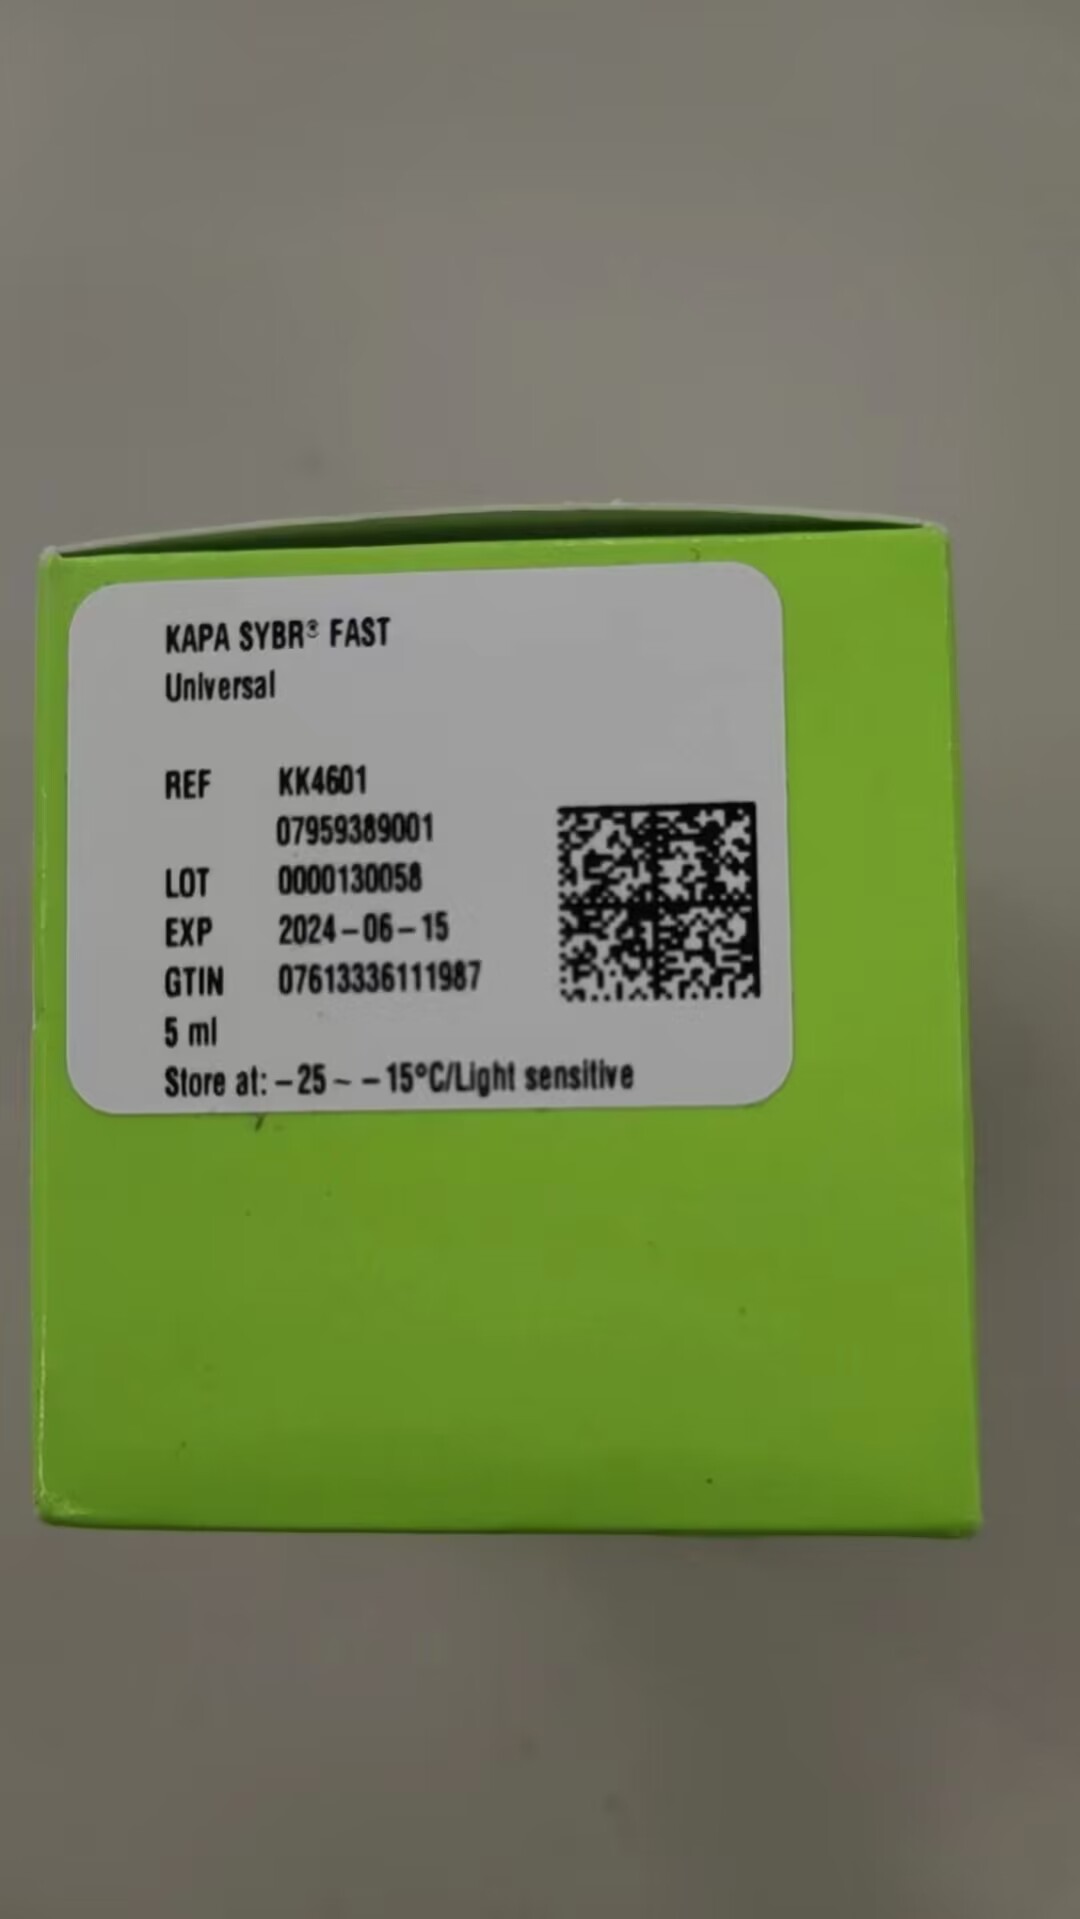 KAPA SYBR® FAST
Universal
REF KK4601
07959389001
LOT 0000130058
EXP 2024-06-15
GTIN 07613336111987
5 ml
Store at: -25 ~ -15°C/Light sensitive